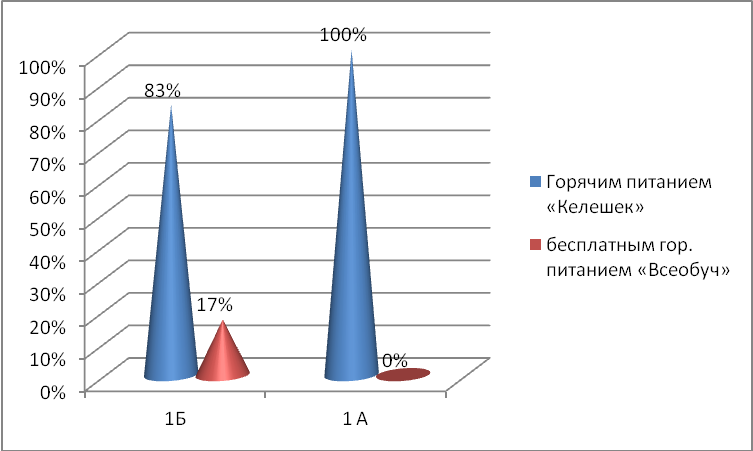 100%
90%
80%
70%
60%
50%
40%
30%
20%
10%
0%
83%
17%
100%
0%
1Б
1 А
Горячим питанием
«Келешек»
бесплатным гор.
питанием «Всеобуч»